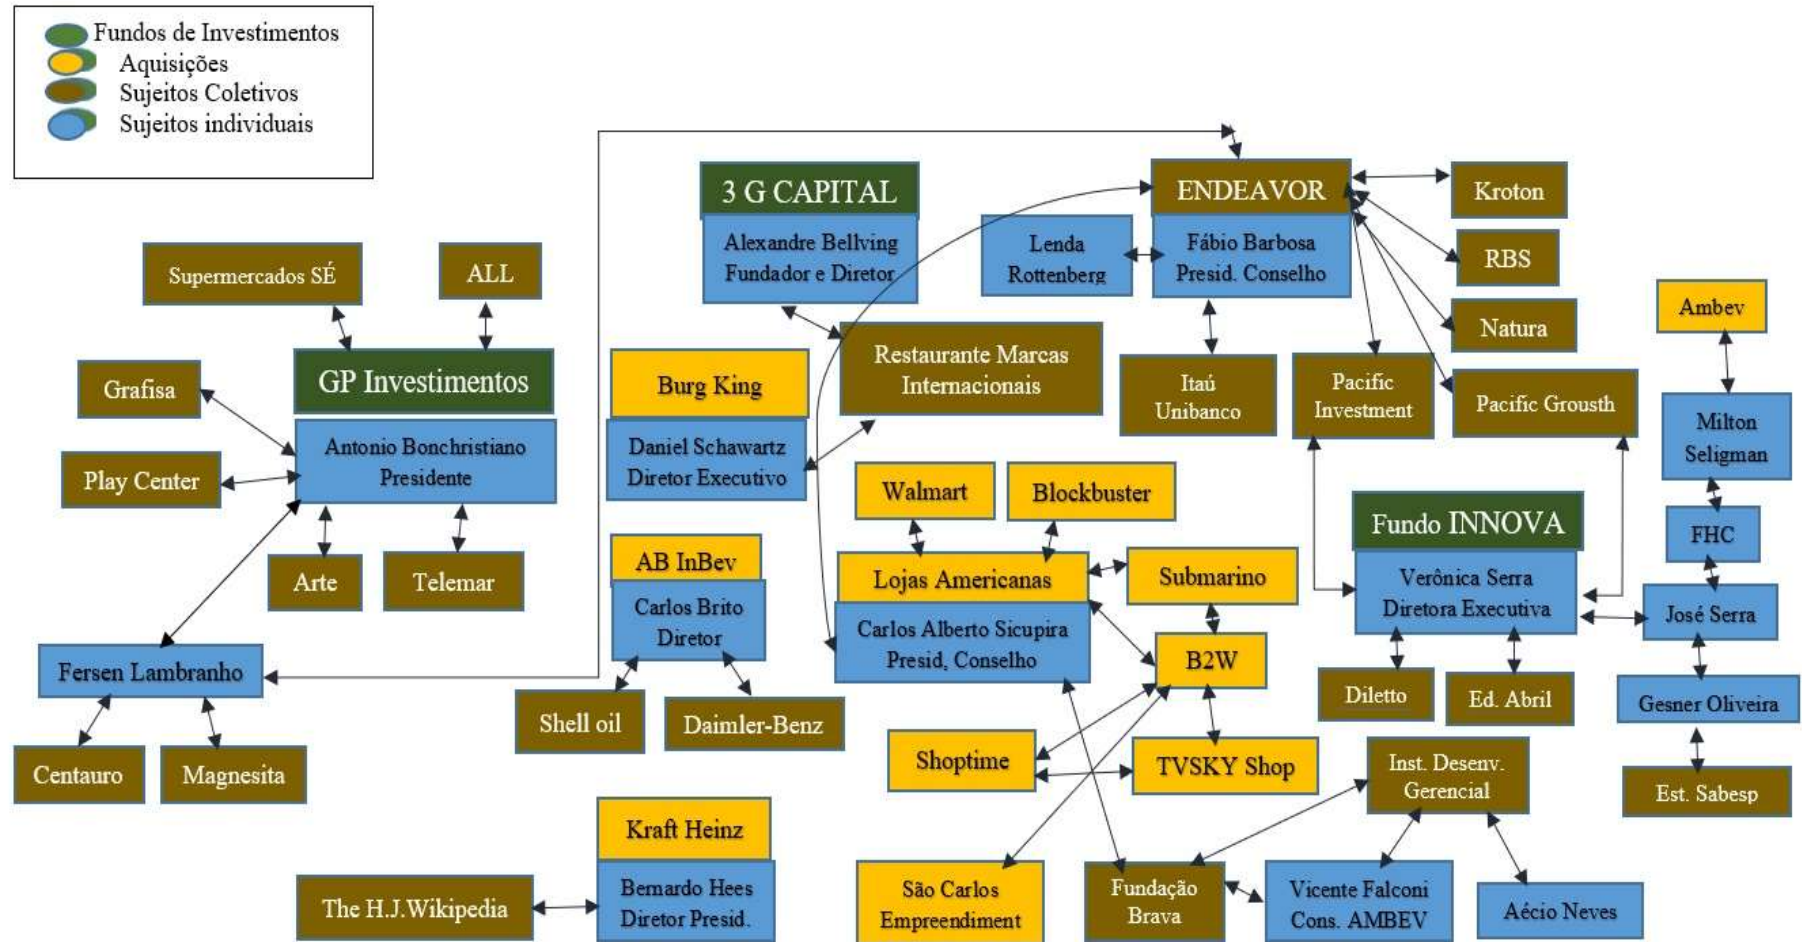 Fundos de Investimentos
Aquisições
Sujeitos Coletivos
Sujeitos individuais
3 G CAPITAL
Alexandre Bellving
Fundador e Diretor
ENDEAVOR
Lenda
Rottenberg
Fábio Barbosa
Presid. Conselho
Kroton
RBS
Natura
Ambev
Supermercados SÉ
ALL
GP Investimentos
Grafisa
Antonio Bonchristiano
Presidente
Play Center
Arte
Telemar
Restaurante Marcas
Internacionais
Burg King
Daniel Schawartz
Diretor Executivo
Itaú
Unibanco
Pacific
Investment
Pacific Grousth
Milton
Seligman
Walmart
Blockbuster
Fundo INNOVA
FHC
AB InBev
Carlos Brito
Diretor
Lojas Americanas
Carlos Alberto Sicupira
Presid, Conselho
Submarino
Verônica Serra
Diretora Executiva
José Serra
B2W
Fersen Lambranho
Shell oil
Daimler-Benz
Diletto
Ed. Abril
Gesner Oliveira
Centauro
Magnesita
Shoptime
TVSKY Shop
Inst. Desenv.
Gerencial
Est. Sabesp
Kraft Heinz
Bernardo Hees
Diretor Presid.
The H.J.Wikipedia
São Carlos
Empreendiment
Fundação
Brava
Vicente Falconi
Cons. AMBEV
Aécio Neves